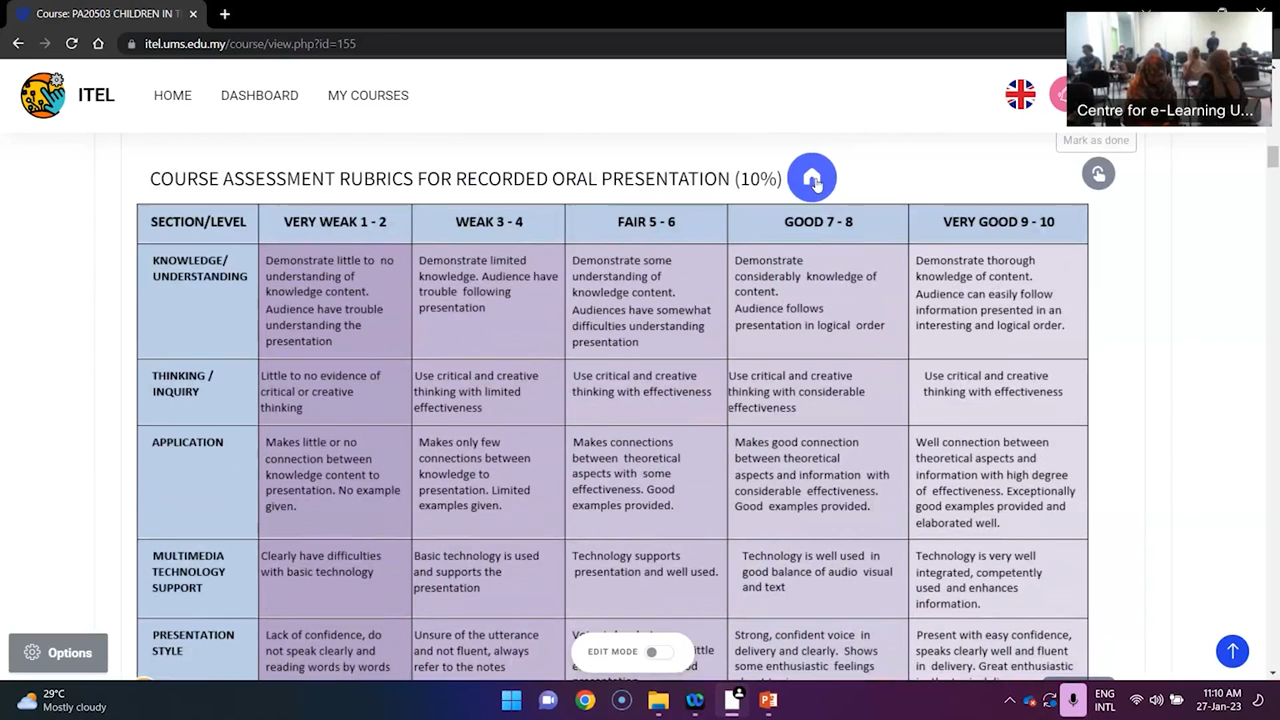 Course: PA20503 CHILDREN IN T
itel.ums.edu.my/course/view.php?id=155
ITEL
HOME
DASHBOARD
MY COURSES
Centre for e-Learning U...
Mark as done
COURSE ASSESSMENT RUBRICS FOR RECORDED ORAL PRESENTATION (10%)
SECTION/LEVEL
VERY WEAK 1 - 2
WEAK 3 - 4
FAIR 5 - 6
GOOD 7 - 8
VERY GOOD 9 - 10
KNOWLEDGE/
UNDERSTANDING
Demonstrate little to no
understanding of
knowledge content.
Audience have trouble
understanding the
presentation
Demonstrate limited
knowledge. Audience have
trouble following
presentation
Demonstrate some
understanding of
knowledge content.
Audiences have somewhat
difficulties understanding
presentation
Demonstrate
considerably knowledge of
content.
Audience follows
presentation in logical order
Demonstrate thorough
knowledge of content.
Audience can easily follow
information presented in an
interesting and logical order.
THINKING /
INQUIRY
Little to no evidence of
critical or creative
thinking
Use critical and creative
thinking with limited
effectiveness
Use critical and creative
thinking with effectiveness
Use critical and creative
thinking with considerable
effectiveness
Use critical and creative
thinking with effectiveness
APPLICATION
Makes little or no
connection between
knowledge content to
presentation. No example
given.
Makes only few
connections between
knowledge to
presentation. Limited
examples given.
Makes connections
between theoretical
aspects with some
effectiveness. Good
examples provided.
Makes good connection
between theoretical
aspects and information with
considerable effectiveness.
Good examples provided.
Well connection between
theoretical aspects and
information with high degree
of effectiveness. Exceptionally
good examples provided and
elaborated well.
MULTIMEDIA
TECHNOLOGY
SUPPORT
Clearly have difficulties
with basic technology
Basic technology is used
and supports the
presentation
Technology supports
presentation and well used.
Technology is well used in
good balance of audio visual
and text
Technology is very well
integrated, competently
used and enhances
information.
PRESENTATION
STYLE
Lack of confidence, do
not speak clearly and
reading words by words
Unsure of the utterance
and not fluent, always
refer to the notes
little
Strong, confident voice in
delivery and clearly. Shows
some enthusiastic feelings
Present with easy confidence,
speaks clearly well and fluent
in delivery. Great enthusiastic
Options
EDIT MODE
29°C
Mostly cloudy
ENG
INTL
11:10 AM
27-Jan-23